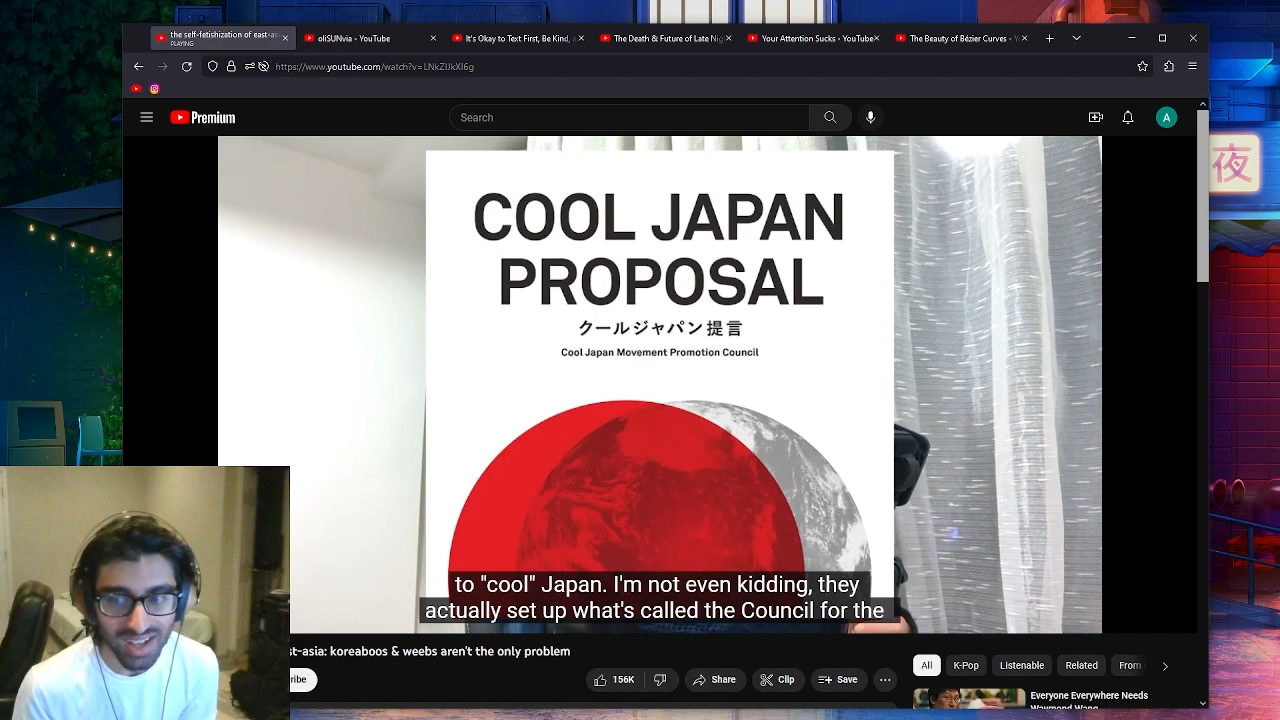 the self-fetishization of east-as
PLAYING
oliSUNvia - YouTube
It's Okay to Text First, Be Kind, a
The Death & Future of Late Nig
Your Attention Sucks - YouTube
The Beauty of Bézier Curves - Y
https://www.youtube.com/watch?v=LNkZlJkXI6g
Premium
Search
A
夜
COOL JAPAN
PROPOSAL
クールジャパン提言
Cool Japan Movement Promotion Council
to "cool" Japan. I'm not even kidding, they
actually set up what's called the Council for the
st-asia: koreaboos & weebs aren't the only problem
ribe
156K
Share
Clip
Save
All
K-Pop
Listenable
Related
From
Everyone Everywhere Needs
Waymond Wang